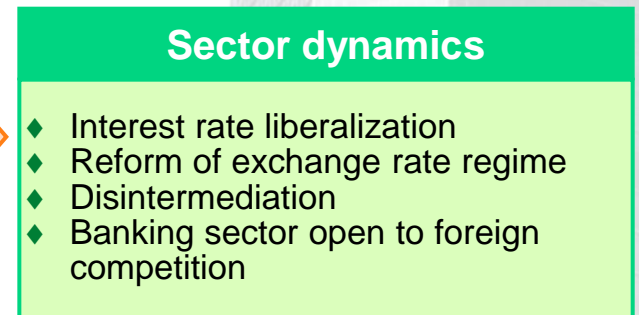 Sector dynamics
♦ Interest rate liberalization
♦ Reform of exchange rate regime
♦ Disintermediation
♦ Banking sector open to foreign
competition